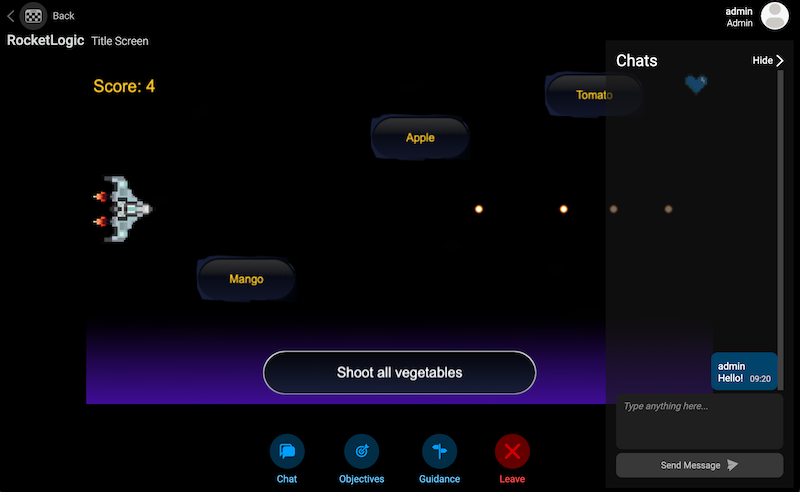 Back
admin
Admin
RocketLogic Title Screen
Chats
Hide
Score: 4
Tomato
Apple
Mango
Shoot all vegetables
admin
Hello! 09:20
Type anything here...
Send Message
Chat
Objectives
Guidance
Leave